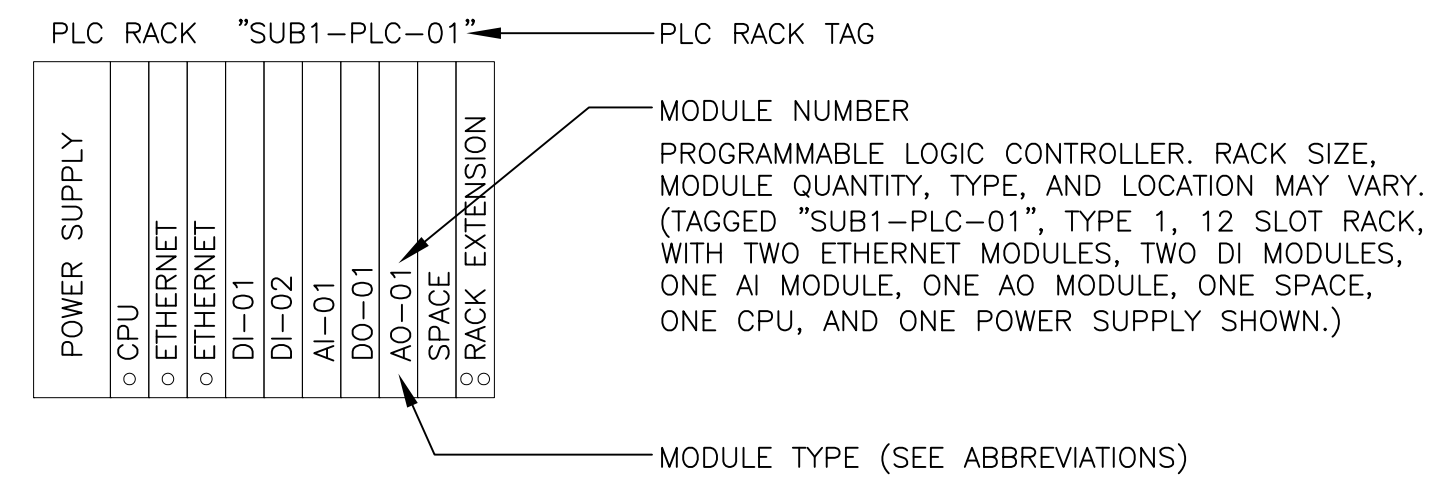 PLC RACK "SUB1-PLC-01"
PLC RACK TAG
POWER SUPPLY
CPU
ETHERNET
ETHERNET
DI-01
DI-02
AI-01
DO-01
AO-01
SPACE
RACK EXTENSION
MODULE NUMBER
PROGRAMMABLE LOGIC CONTROLLER. RACK SIZE,
MODULE QUANTITY, TYPE, AND LOCATION MAY VARY.
(TAGGED "SUB1-PLC-01", TYPE 1, 12 SLOT RACK,
WITH TWO ETHERNET MODULES, TWO DI MODULES,
ONE AI MODULE, ONE AO MODULE, ONE SPACE,
ONE CPU, AND ONE POWER SUPPLY SHOWN.)
MODULE TYPE (SEE ABBREVIATIONS)